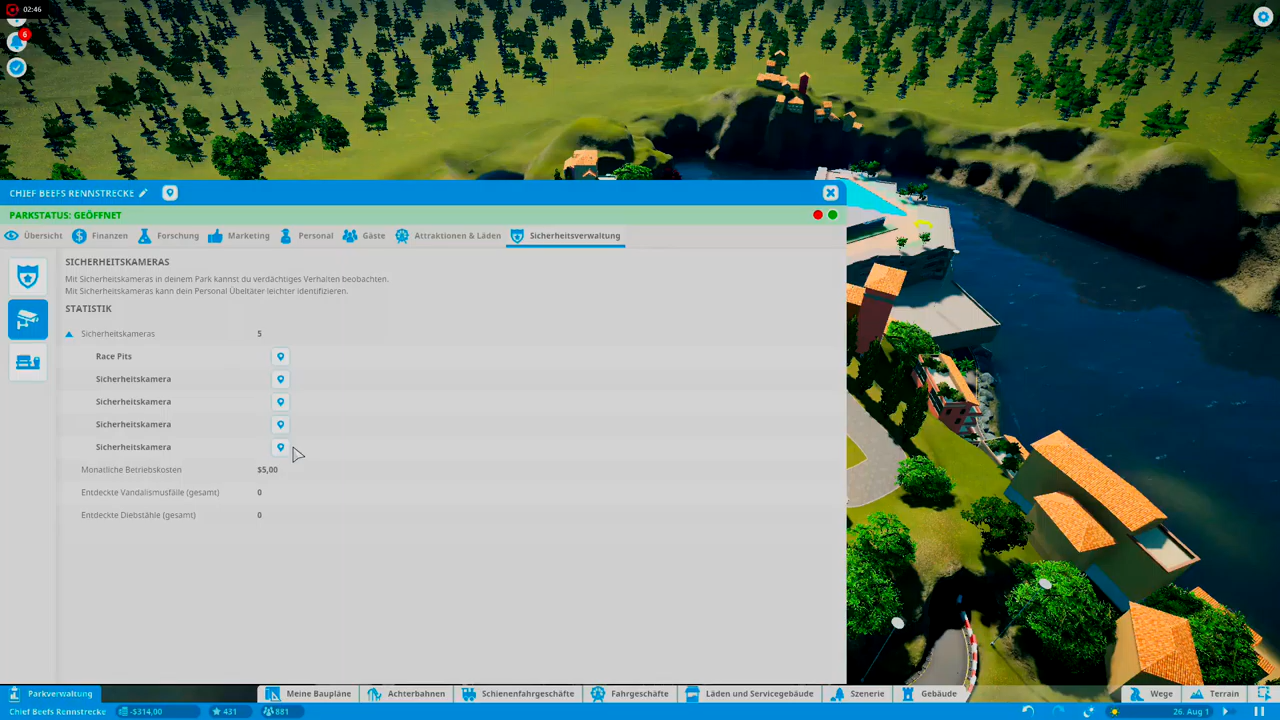 02:46
6
CHIEF BEEFS RENNSTRECKE
PARKSTATUS: GEÖFFNET
Übersicht Finanzen Forschung Marketing Personal Gäste Attraktionen & Läden Sicherheitsverwaltung
SICHERHEITSKAMERAS
Mit Sicherheitskameras in deinem Park kannst du verdächtiges Verhalten beobachten.
Mit Sicherheitskameras kann dein Personal Übeltäter leichter identifizieren.
STATISTIK
Sicherheitskameras 5
Race Pits
Sicherheitskamera
Sicherheitskamera
Sicherheitskamera
Sicherheitskamera
Monatliche Betriebskosten $5,00
Entdeckte Vandalismusfälle (gesamt) 0
Entdeckte Diebstähle (gesamt) 0
Parkverwaltung Meine Baupläne Achterbahnen Schienenfahrgeschäfte Fahrgeschäfte Läden und Servicegebäude Szenerie Gebäude Wege Terrain
Chief Beefs Rennstrecke -$314,00 431 881 26. Aug 1